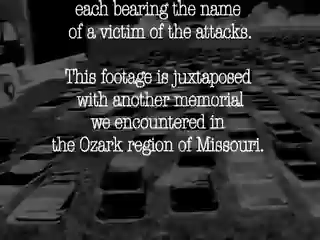 each bearing the name
of a victim of the attacks.
This footage is juxtaposed
with another memorial
we encountered in
the Ozark region of Missouri.